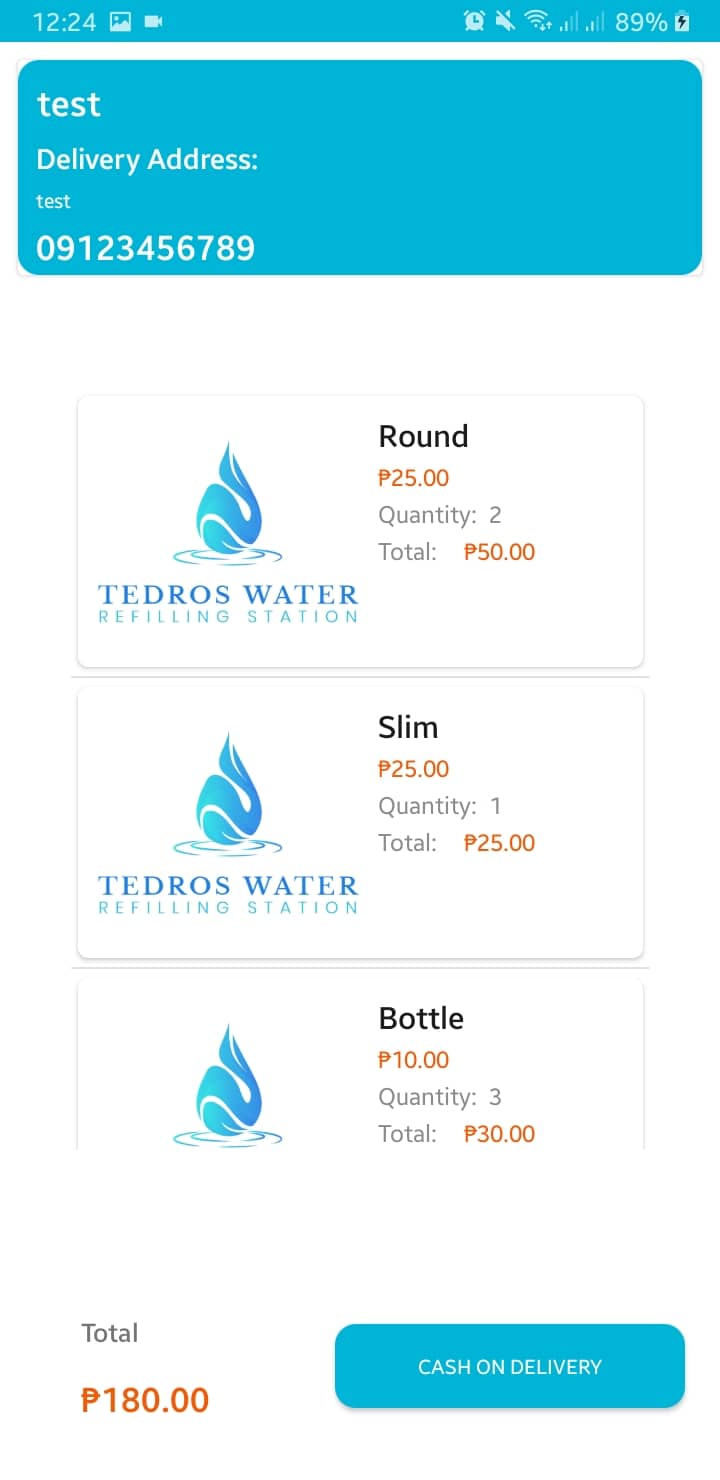 12:24 89%
test
Delivery Address:
test
09123456789
Round
₱25.00
Quantity: 2
Total: ₱50.00
TEDROS WATER
REFILLING STATION
Slim
₱25.00
Quantity: 1
Total: ₱25.00
TEDROS WATER
REFILLING STATION
Bottle
₱10.00
Quantity: 3
Total: ₱30.00
Total
₱180.00
CASH ON DELIVERY